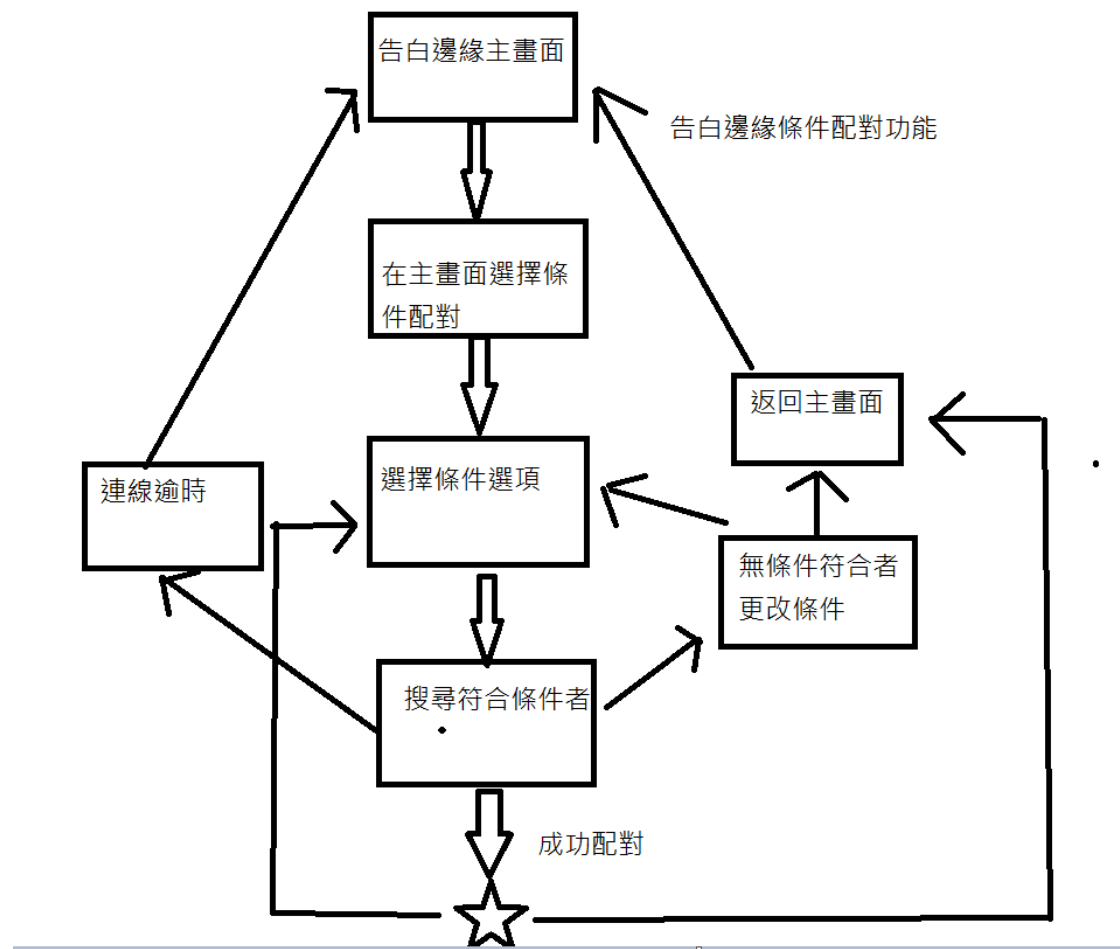 告白邊緣主畫面
告白邊緣條件配對功能
在主畫面選擇條
件配對
返回主畫面
選擇條件選項
連線逾時
無條件符合者
更改條件
搜尋符合條件者
成功配對